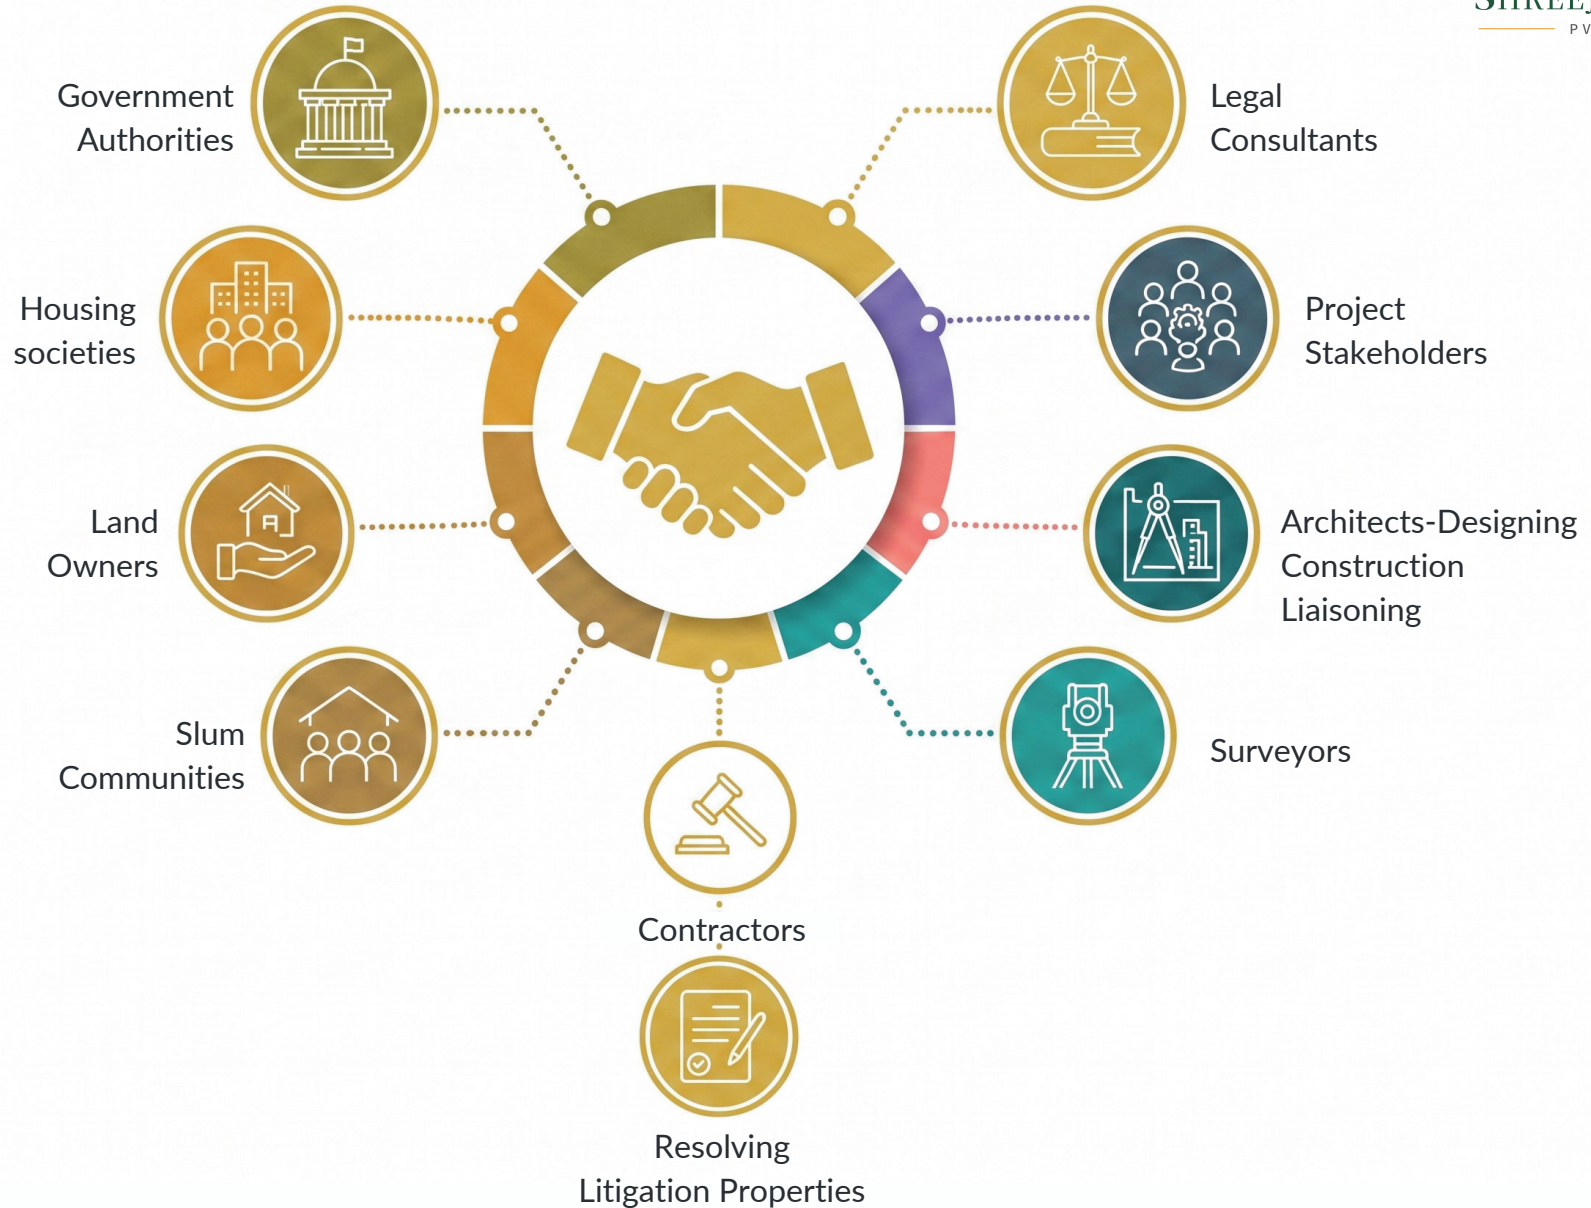 Government
Authorities
Legal
Consultants
Housing
societies
Project
Stakeholders
Land
Owners
Architects-Designing
Construction
Liaisoning
Slum
Communities
Surveyors
Contractors
Resolving
Litigation Properties